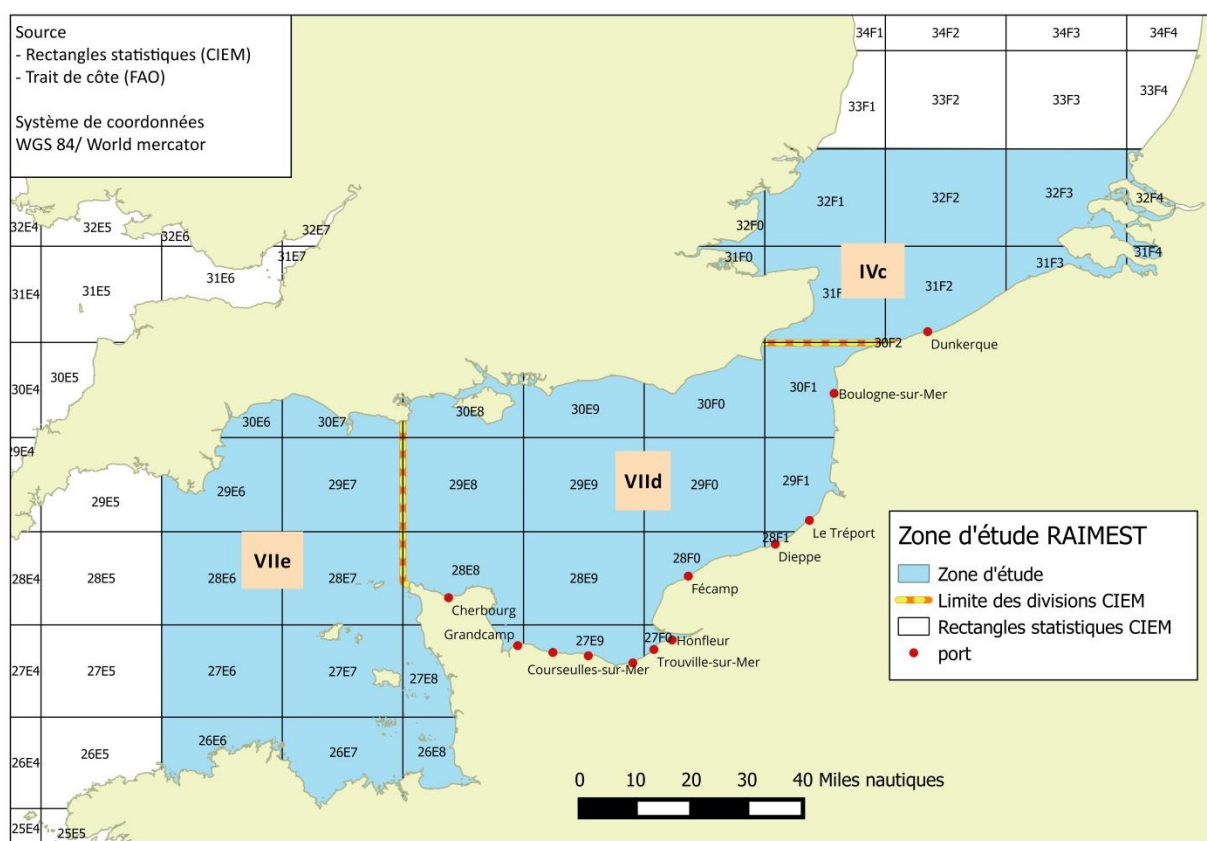 Source
- Rectangles statistiques (CIEM)
- Trait de côte (FAO)
Système de coordonnées
WGS 84/ World mercator
34F1 34F2 34F3 34F4
33F1 33F2 33F3 33F4
32E4 32E5 32E6 32E7 32F0 32F1 32F2 32F3 32F4
31E4 31E5 31E6 31E7 31F0 31F2 31F3 31F4
IVc
30F2 Dunkerque
30E4 30E5 30E6 30E7 30E8 30E9 30F0 30F1
Boulogne-sur-Mer
29E4 29E5 29E6 29E7 29E8 29E9 29F0 29F1
VIId
Le Tréport
28F1
Dieppe
VIIe
28E4 28E5 28E6 28E7 28E8 28E9 28F0
Fécamp
Cherbourg
Grandcamp
Honfleur
Trouville-sur-Mer
Courseulles-sur-Mer
27E4 27E5 27E6 27E7 27E8 27E9 27F0
26E4 26E5 26E6 26E7 26E8
25E4 25E5
Zone d'étude RAIMEST
Zone d'étude
Limite des divisions CIEM
Rectangles statistiques CIEM
port
0 10 20 30 40 Miles nautiques